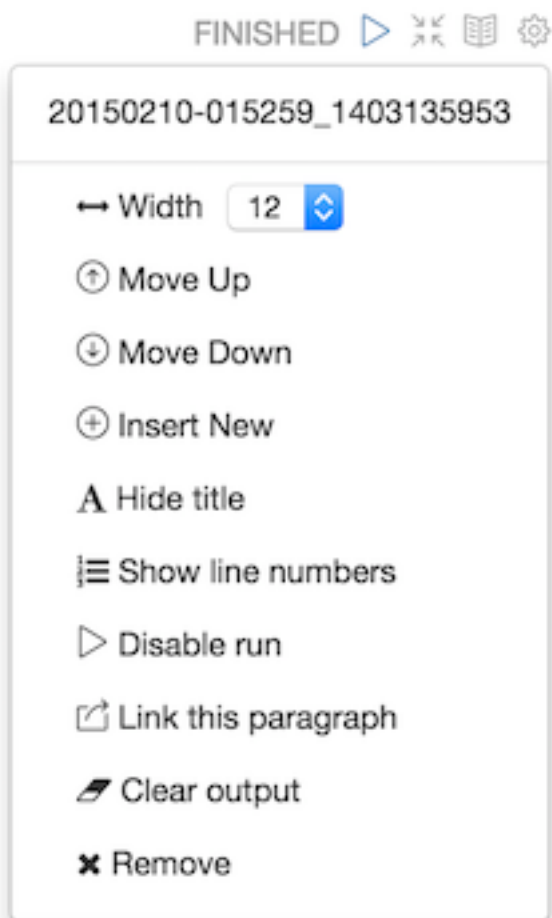 FINISHED
20150210-015259_1403135953
Width 12
Move Up
Move Down
Insert New
A Hide title
Show line numbers
Disable run
Link this paragraph
Clear output
Remove